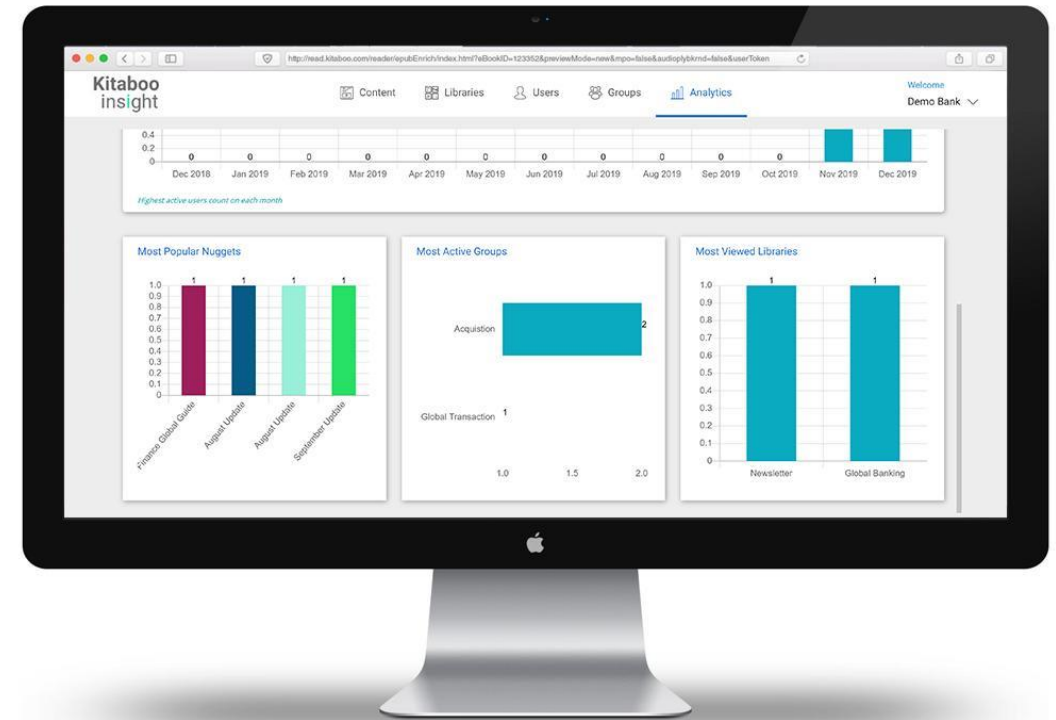 http://read.kitaboo.com/reader/epubEnrich/index.html?eBookID=123352&previewMode=new&mpo=false&audioplybkrnd=false&userToken
Kitaboo
insight
Content Libraries Users Groups Analytics
Welcome
Demo Bank
0.4
0.2
0
0 0 0 0 0 0 0 0 0 0 0
Dec 2018 Jan 2019 Feb 2019 Mar 2019 Apr 2019 May 2019 Jun 2019 Jul 2019 Aug 2019 Sep 2019 Oct 2019 Nov 2019 Dec 2019
Highest active users count on each month
Most Popular Nuggets
1 1 1 1
1.0
0.9
0.8
0.7
0.6
0.5
0.4
0.3
0.2
0.1
0
Finance Global Guide
August Update
August Update
September Update
Most Active Groups
Acquistion 2
Global Transaction 1
1.0 1.5 2.0
Most Viewed Libraries
1 1
1.0
0.9
0.8
0.7
0.6
0.5
0.4
0.3
0.2
0.1
0
Newsletter Global Banking